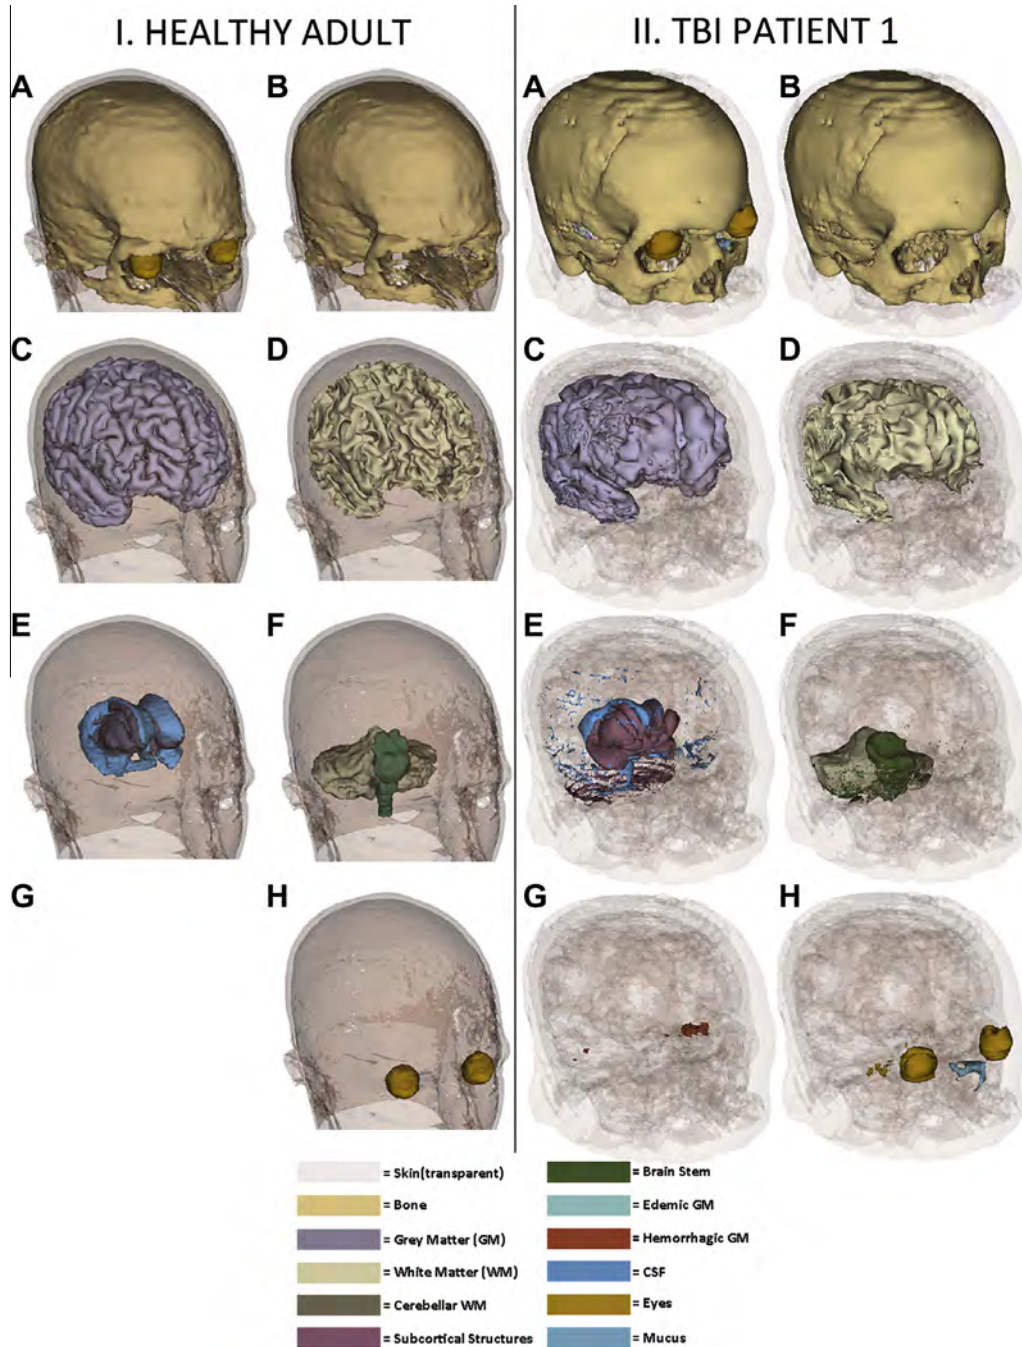 I. HEALTHY ADULT
II. TBI PATIENT 1
A
B
A
B
C
D
C
D
E
F
E
F
G
H
G
H
= Skin(transparent)
= Brain Stem
= Bone
= Edemic GM
= Grey Matter (GM)
= Hemorrhagic GM
= White Matter (WM)
= CSF
= Cerebellar WM
= Eyes
= Subcortical Structures
= Mucus